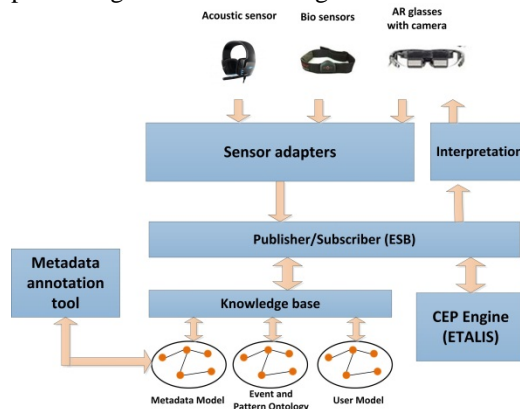 Acoustic sensor
Bio sensors
AR glasses
with camera
Sensor adapters
Interpretation
Publisher/Subscriber (ESB)
Metadata
annotation
tool
Knowledge base
CEP Engine
(ETALIS)
Metadata Model
Event and
Pattern Ontology
User Model